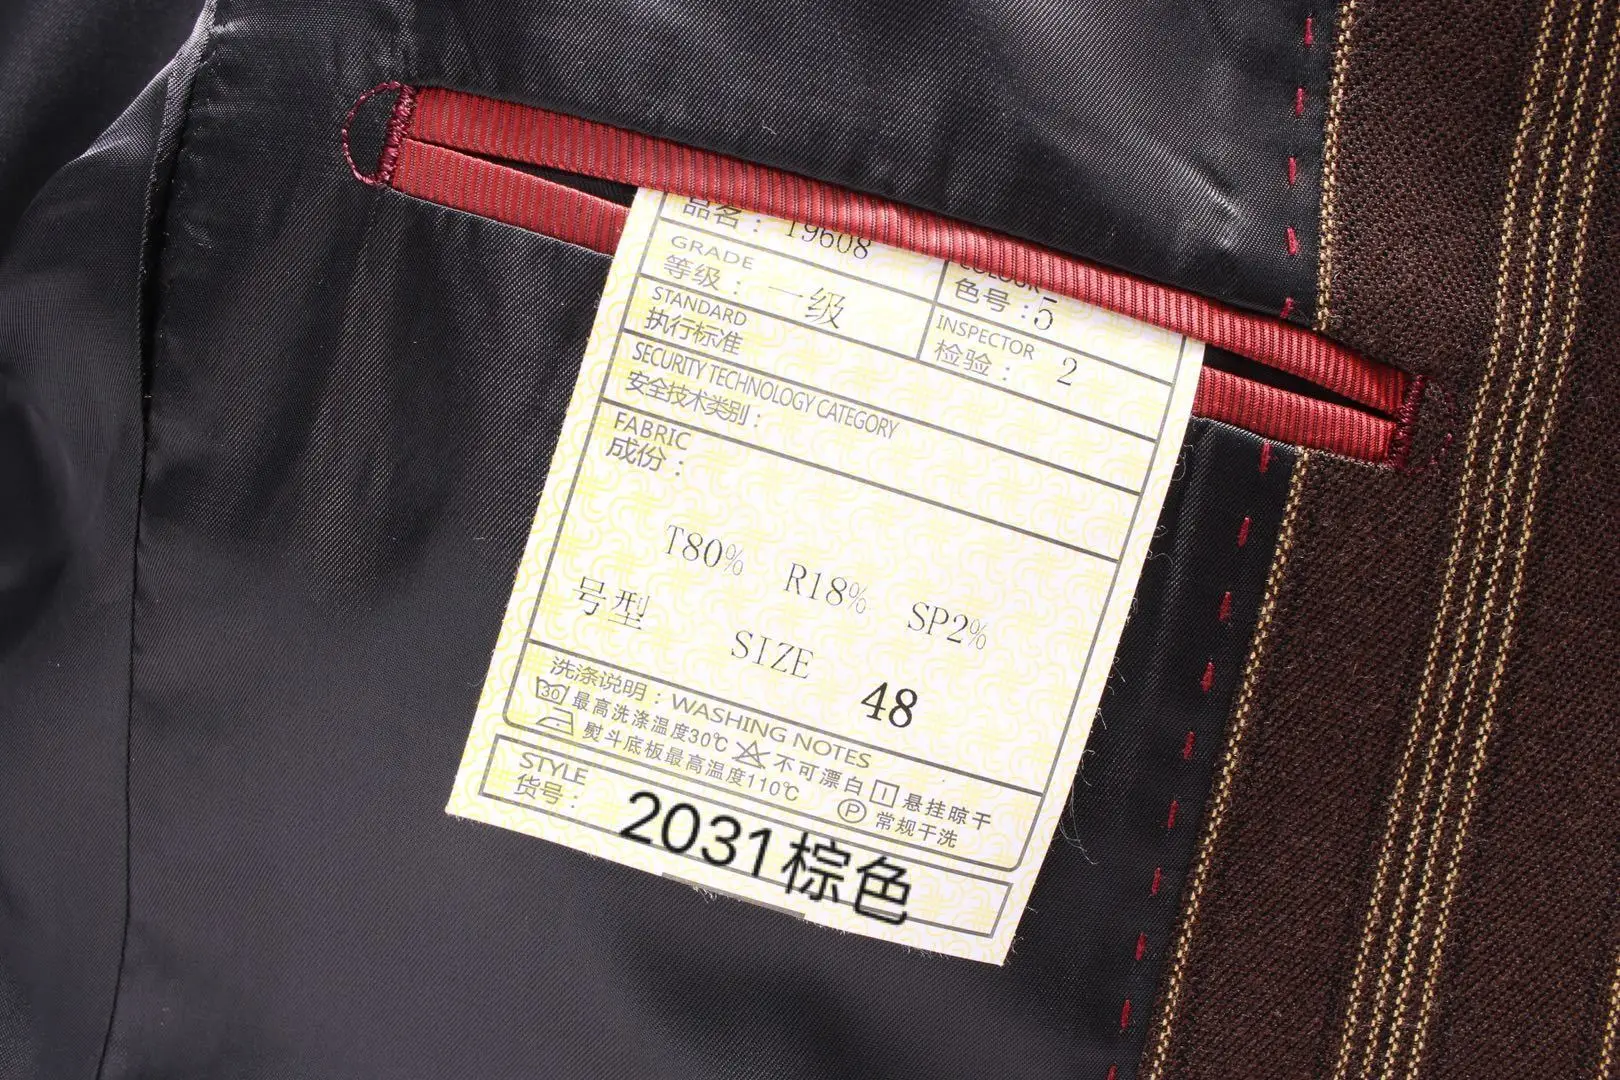 品名： 19608
GRADE
等级： 一级
COLOUR
色号：5
STANDARD
执行标准
INSPECTOR
检验： 2
SECURITY TECHNOLOGY CATEGORY
安全技术类别：
FABRIC
成份：
T80% R18% SP2%
号型 SIZE 48
洗涤说明：WASHING NOTES
30 最高洗涤温度30℃ 不可漂白 悬挂晾干
熨斗底板最高温度110℃ P 常规干洗
STYLE
货号： 2031棕色